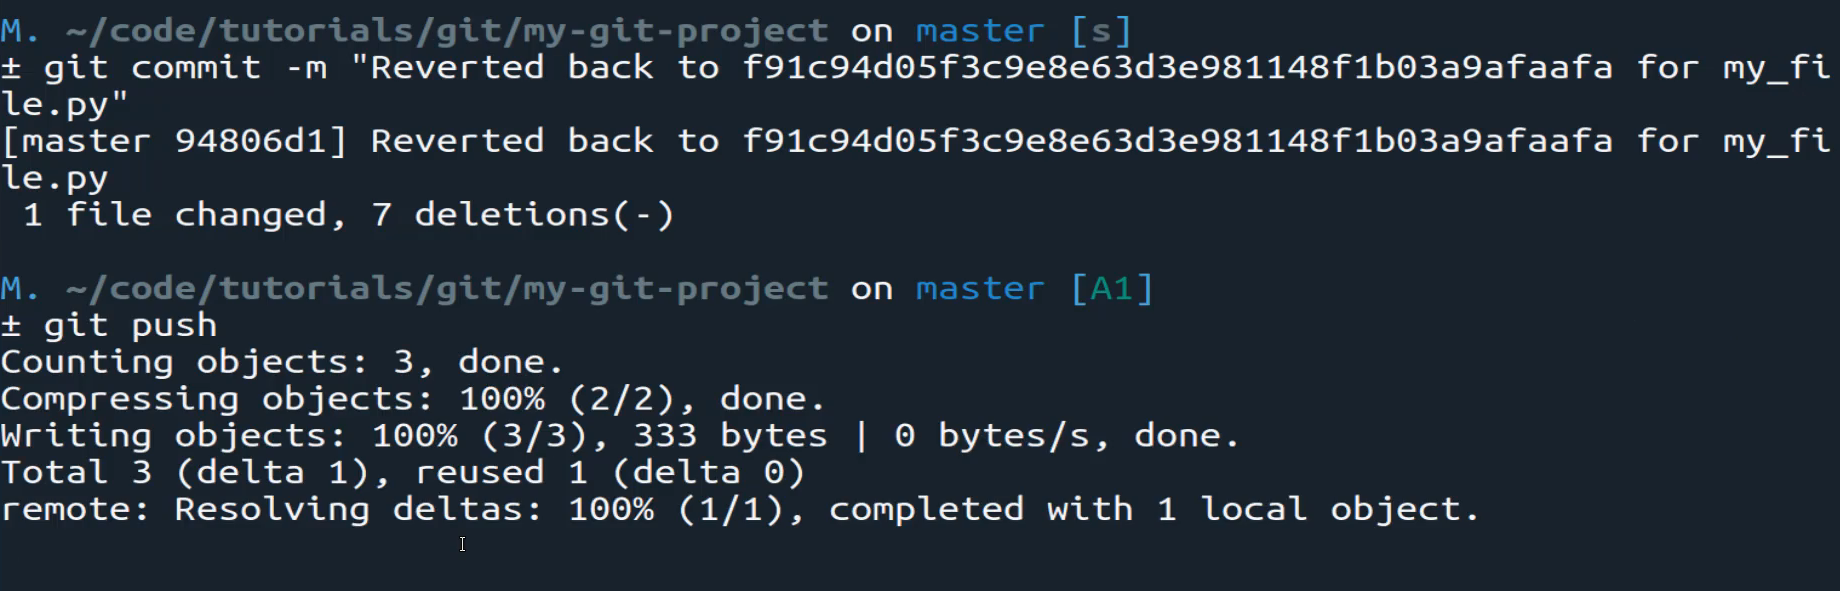 M. ~/code/tutorials/git/my-git-project on master [s]
± git commit -m "Reverted back to f91c94d05f3c9e8e63d3e981148f1b03a9afaafa for my_fi
le.py"
[master 94806d1] Reverted back to f91c94d05f3c9e8e63d3e981148f1b03a9afaafa for my_fi
le.py
 1 file changed, 7 deletions(-)
M. ~/code/tutorials/git/my-git-project on master [A1]
± git push
Counting objects: 3, done.
Compressing objects: 100% (2/2), done.
Writing objects: 100% (3/3), 333 bytes | 0 bytes/s, done.
Total 3 (delta 1), reused 1 (delta 0)
remote: Resolving deltas: 100% (1/1), completed with 1 local object.